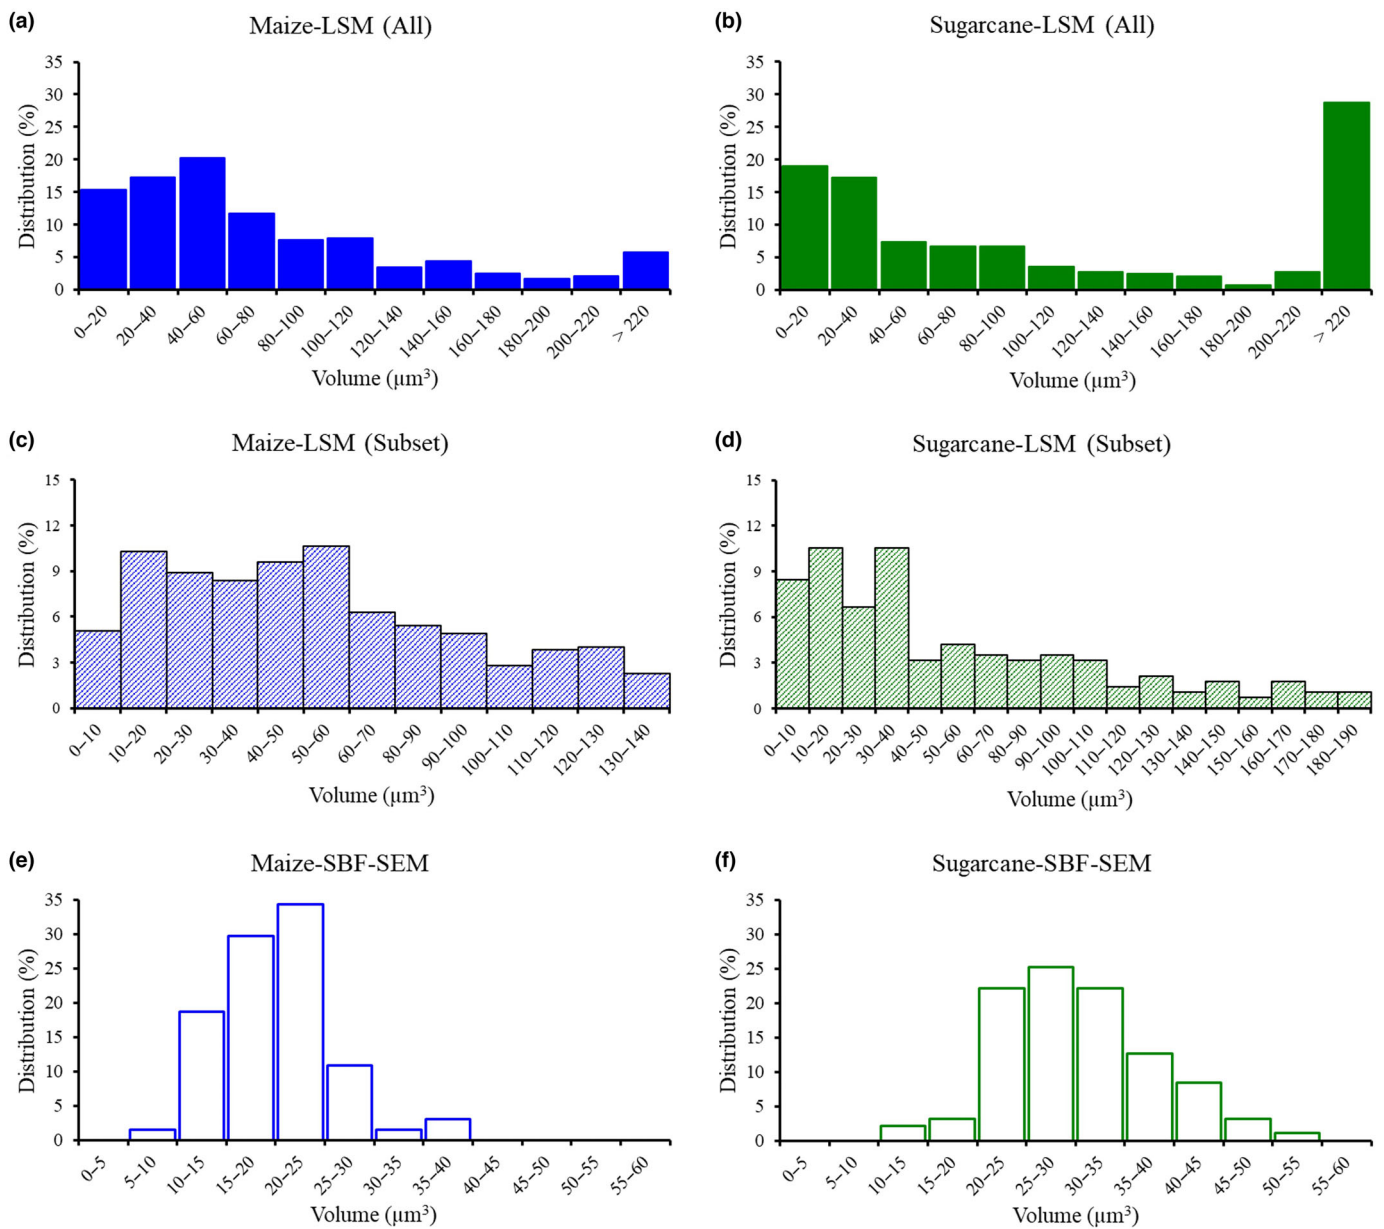 (a) Maize-LSM (All)
Distribution (%)
35
30
25
20
15
10
5
0
0–20 20–40 40–60 60–80 80–100 100–120 120–140 140–160 160–180 180–200 200–220 > 220
Volume (µm³)
(b) Sugarcane-LSM (All)
Distribution (%)
35
30
25
20
15
10
5
0
0–20 20–40 40–60 60–80 80–100 100–120 120–140 140–160 160–180 180–200 200–220 > 220
Volume (µm³)
(c) Maize-LSM (Subset)
Distribution (%)
15
12
9
6
3
0
0–10 10–20 20–30 30–40 40–50 50–60 60–70 80–90 90–100 100–110 110–120 120–130 130–140
Volume (µm³)
(d) Sugarcane-LSM (Subset)
Distribution (%)
15
12
9
6
3
0
0–10 10–20 20–30 30–40 40–50 50–60 60–70 80–90 90–100 100–110 110–120 120–130 130–140 140–150 150–160 160–170 170–180 180–190
Volume (µm³)
(e) Maize-SBF-SEM
Distribution (%)
35
30
25
20
15
10
5
0
0–5 5–10 10–15 15–20 20–25 25–30 30–35 35–40 40–45 45–50 50–55 55–60
Volume (µm³)
(f) Sugarcane-SBF-SEM
Distribution (%)
35
30
25
20
15
10
5
0
0–5 5–10 10–15 15–20 20–25 25–30 30–35 35–40 40–45 45–50 50–55 55–60
Volume (µm³)